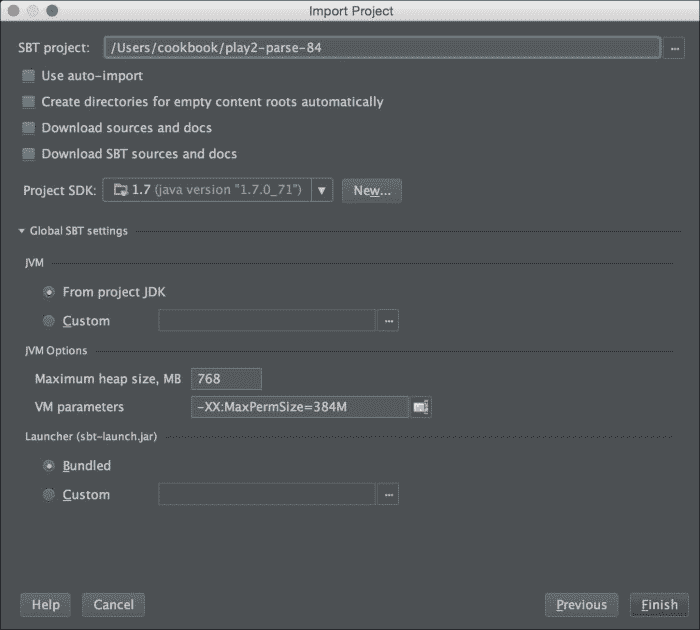 Import Project
SBT project: /Users/cookbook/play2-parse-84 ...
Use auto-import
Create directories for empty content roots automatically
Download sources and docs
Download SBT sources and docs
Project SDK: 1.7 (java version "1.7.0_71") New...
Global SBT settings
JVM
From project JDK
Custom ...
JVM Options
Maximum heap size, MB 768
VM parameters -XX:MaxPermSize=384M
Launcher (sbt-launch.jar)
Bundled
Custom ...
Help Cancel Previous Finish